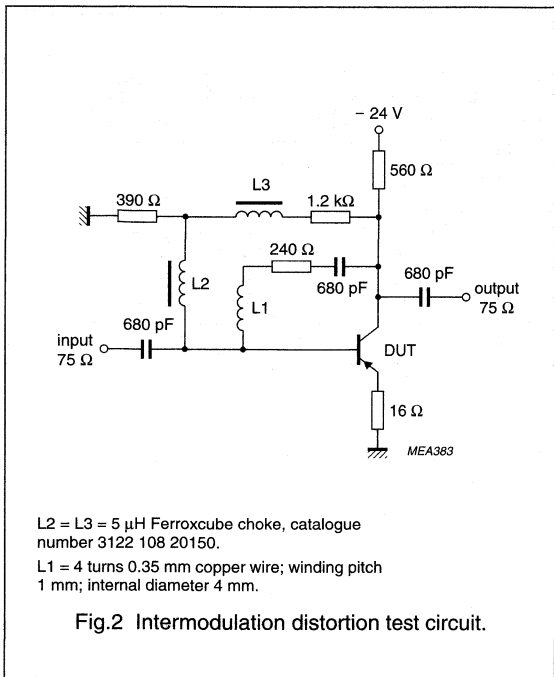 – 24 V
560 Ω
390 Ω
L3
1.2 kΩ
240 Ω
680 pF
L2
L1
680 pF
output
75 Ω
680 pF
input
75 Ω
DUT
16 Ω
MEA383
L2 = L3 = 5 μH Ferroxcube choke, catalogue
number 3122 108 20150.
L1 = 4 turns 0.35 mm copper wire; winding pitch
1 mm; internal diameter 4 mm.
Fig.2 Intermodulation distortion test circuit.